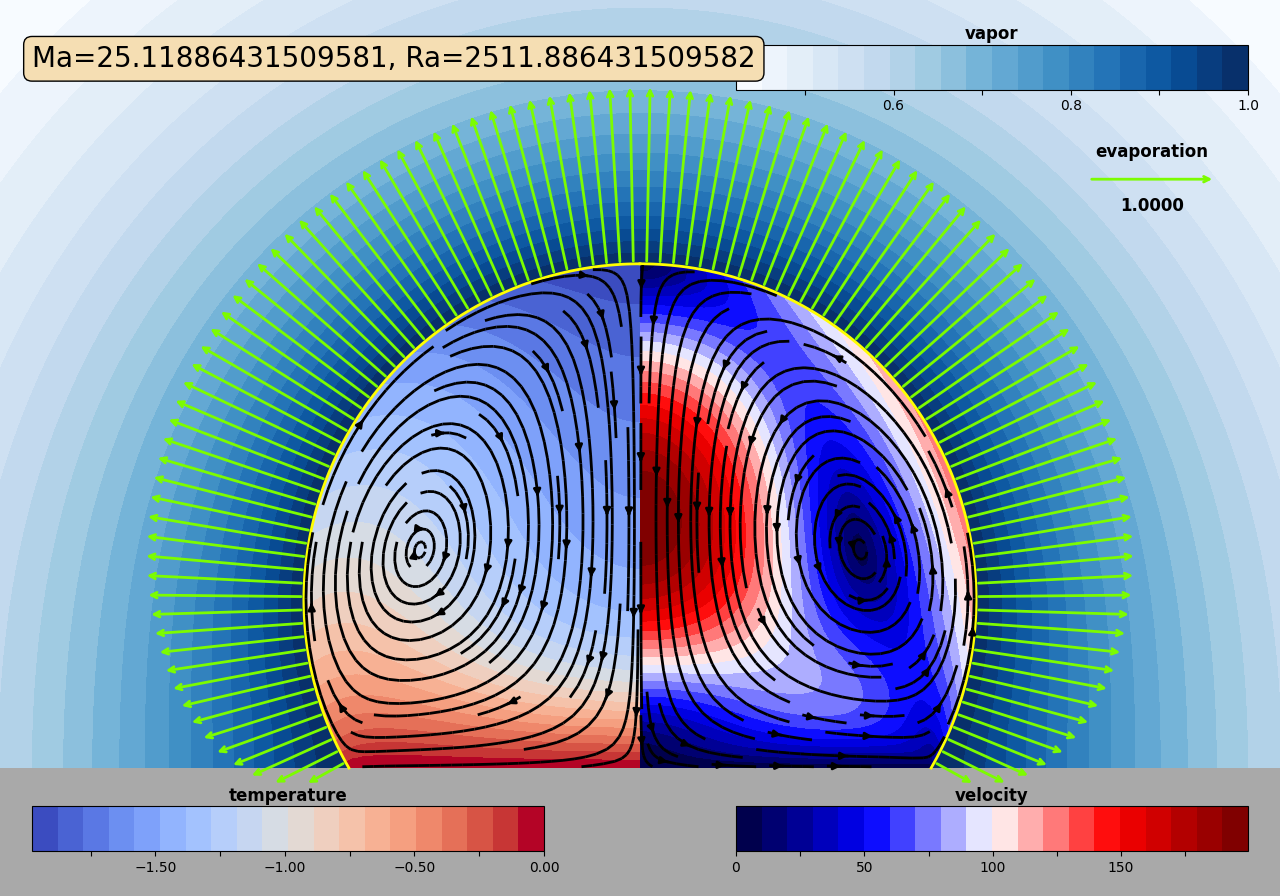 Ma=25.11886431509581, Ra=2511.886431509582
vapor
0.6 0.8 1.0
evaporation
1.0000
temperature
−1.50 −1.00 −0.50 0.00
velocity
0 50 100 150